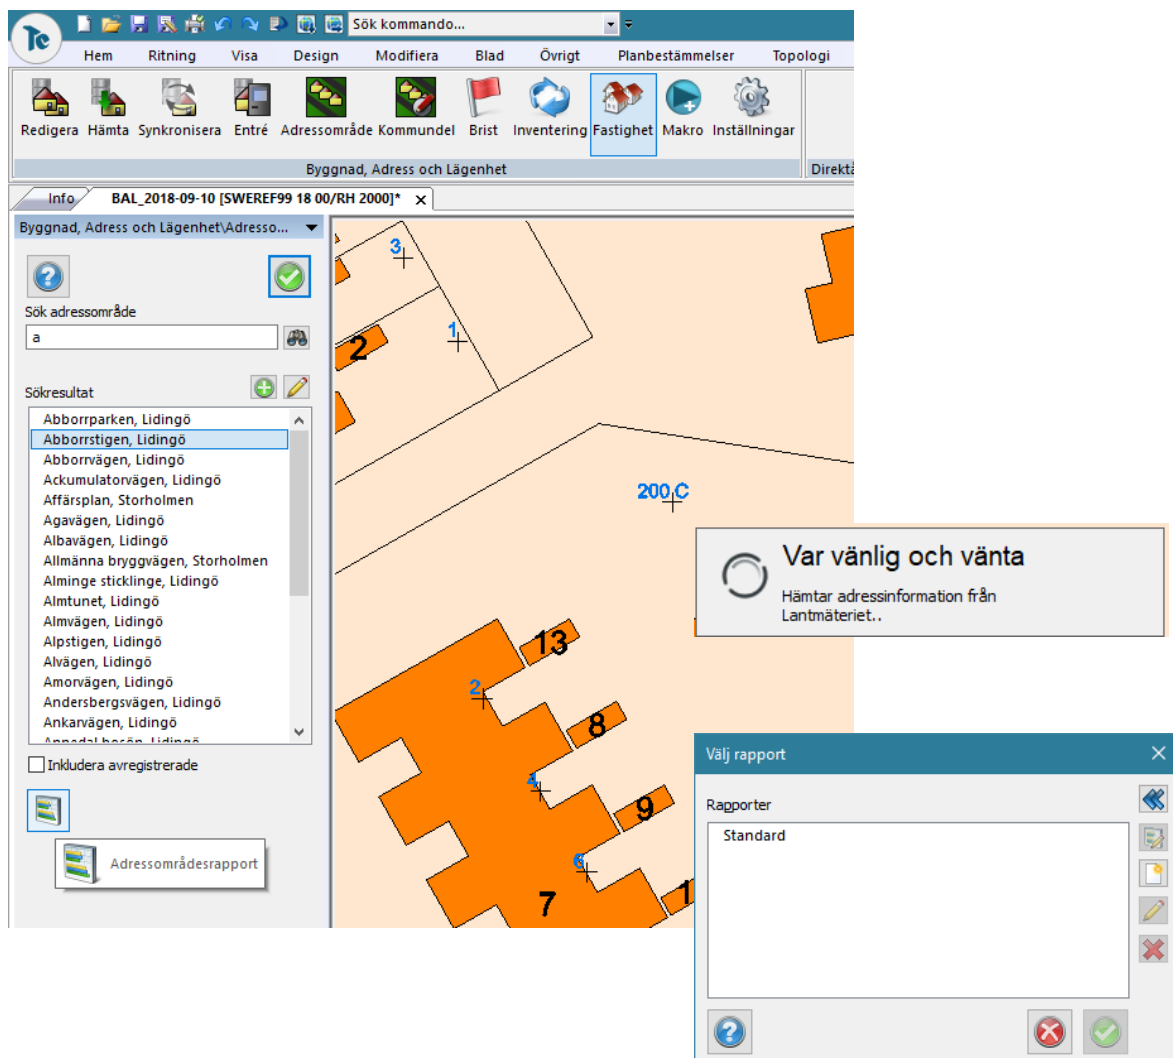 Tc
Sök kommando...
Hem Ritning Visa Design Modifiera Blad Övrigt Planbestämmelser Topologi
Redigera Hämta Synkronisera Entré Adressområde Kommundel Brist Inventering Fastighet Makro Inställningar
Byggnad, Adress och Lägenhet
Info BAL_2018-09-10 [SWEREF99 18 00/RH 2000]* x
Byggnad, Adress och Lägenhet\Adresso...
Sök adressområde
a
Sökresultat
Abborrparken, Lidingö
Abborrstigen, Lidingö
Abborrvägen, Lidingö
Ackumulatorvägen, Lidingö
Affärsplan, Storholmen
Agavägen, Lidingö
Albavägen, Lidingö
Allmänna bryggvägen, Storholmen
Alminge sticklinge, Lidingö
Almtunet, Lidingö
Almvägen, Lidingö
Alpstigen, Lidingö
Alvägen, Lidingö
Amorvägen, Lidingö
Andersbergsvägen, Lidingö
Ankarvägen, Lidingö
Inkludera avregistrerade
Adressområdesrapport
3
1
2
200 C
13
2
8
4
9
6
7
1
Var vänlig och vänta
Hämtar adressinformation från
Lantmäteriet..
Välj rapport
Rapporter
Standard